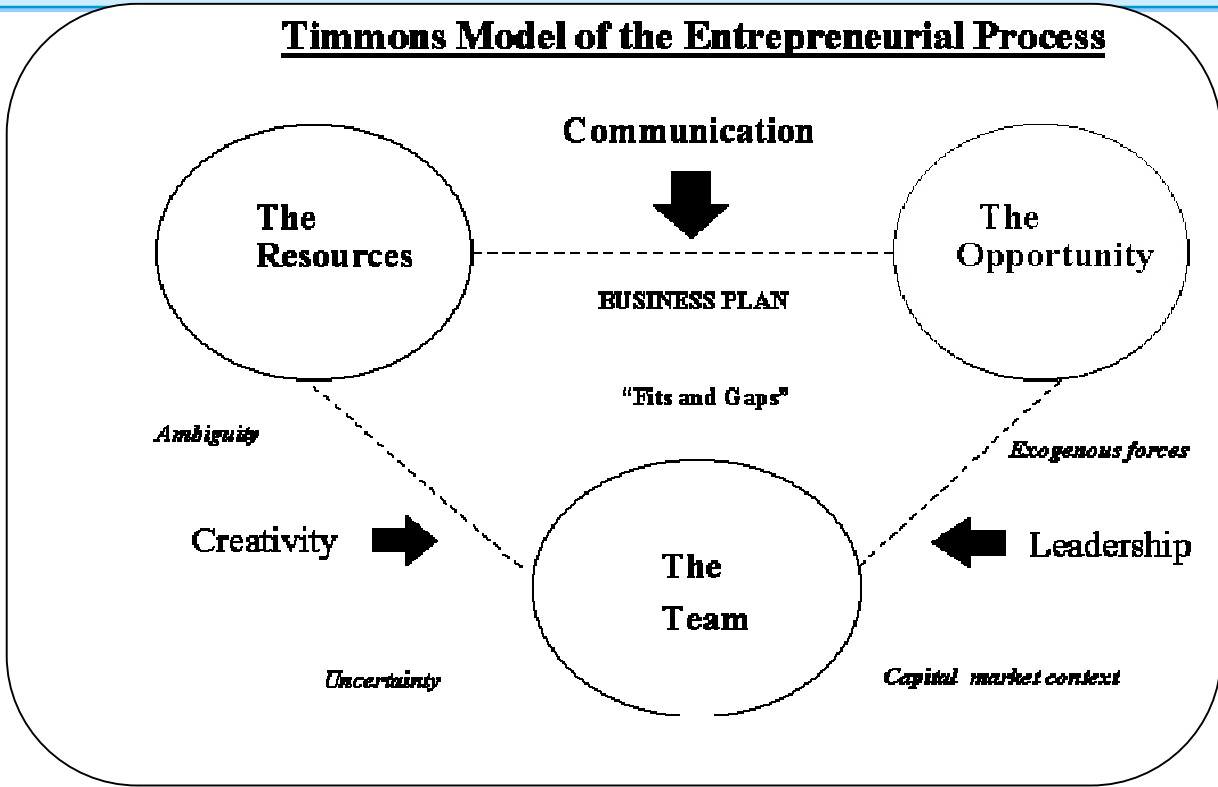 Timmons Model of the Entrepreneurial Process
Communication
The
Resources
The
Opportunity
BUSINESS PLAN
“Fits and Gaps”
Ambiguity
Exogenous forces
Creativity
Leadership
The
Team
Uncertainty
Capital market context